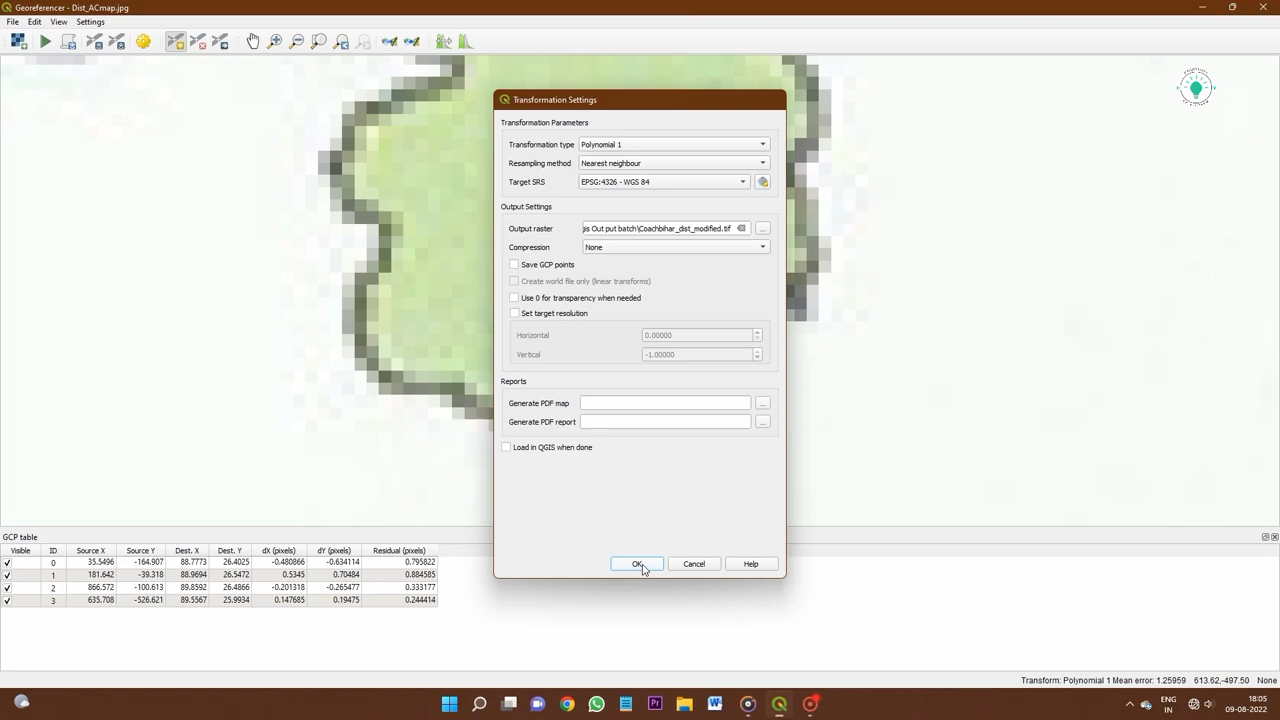 Georeferencer - Dist_ACmap.jpg
File Edit View Settings
Transformation Settings
Transformation Parameters
Transformation type Polynomial 1
Resampling method Nearest neighbour
Target SRS EPSG:4326 - WGS 84
Output Settings
Output raster gis Out put batch\Coachbihar_dist_modified.tif ...
Compression None
Save GCP points
Create world file only (linear transforms)
Use 0 for transparency when needed
Set target resolution
Horizontal 0.00000
Vertical -1.00000
Reports
Generate PDF map ...
Generate PDF report ...
Load in QGIS when done
OK Cancel Help
GCP table
Visible ID Source X Source Y Dest. X Dest. Y dX (pixels) dY (pixels) Residual (pixels)
0 35.5496 -164.907 88.7773 26.4025 -0.480866 -0.634114 0.795822
1 181.642 -39.318 88.9694 26.5472 0.5345 0.70484 0.884585
2 866.572 -100.613 89.8592 26.4866 -0.201318 -0.265477 0.333177
3 635.708 -526.621 89.5567 25.9934 0.147685 0.19475 0.244414
Transform: Polynomial 1 Mean error: 1.25959 613.62,-497.50 None
ENG 18:05
IN 09-08-2022